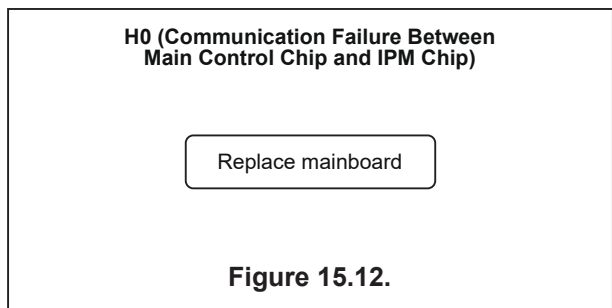 H0 (Communication Failure Between
Main Control Chip and IPM Chip)
Replace mainboard
Figure 15.12.